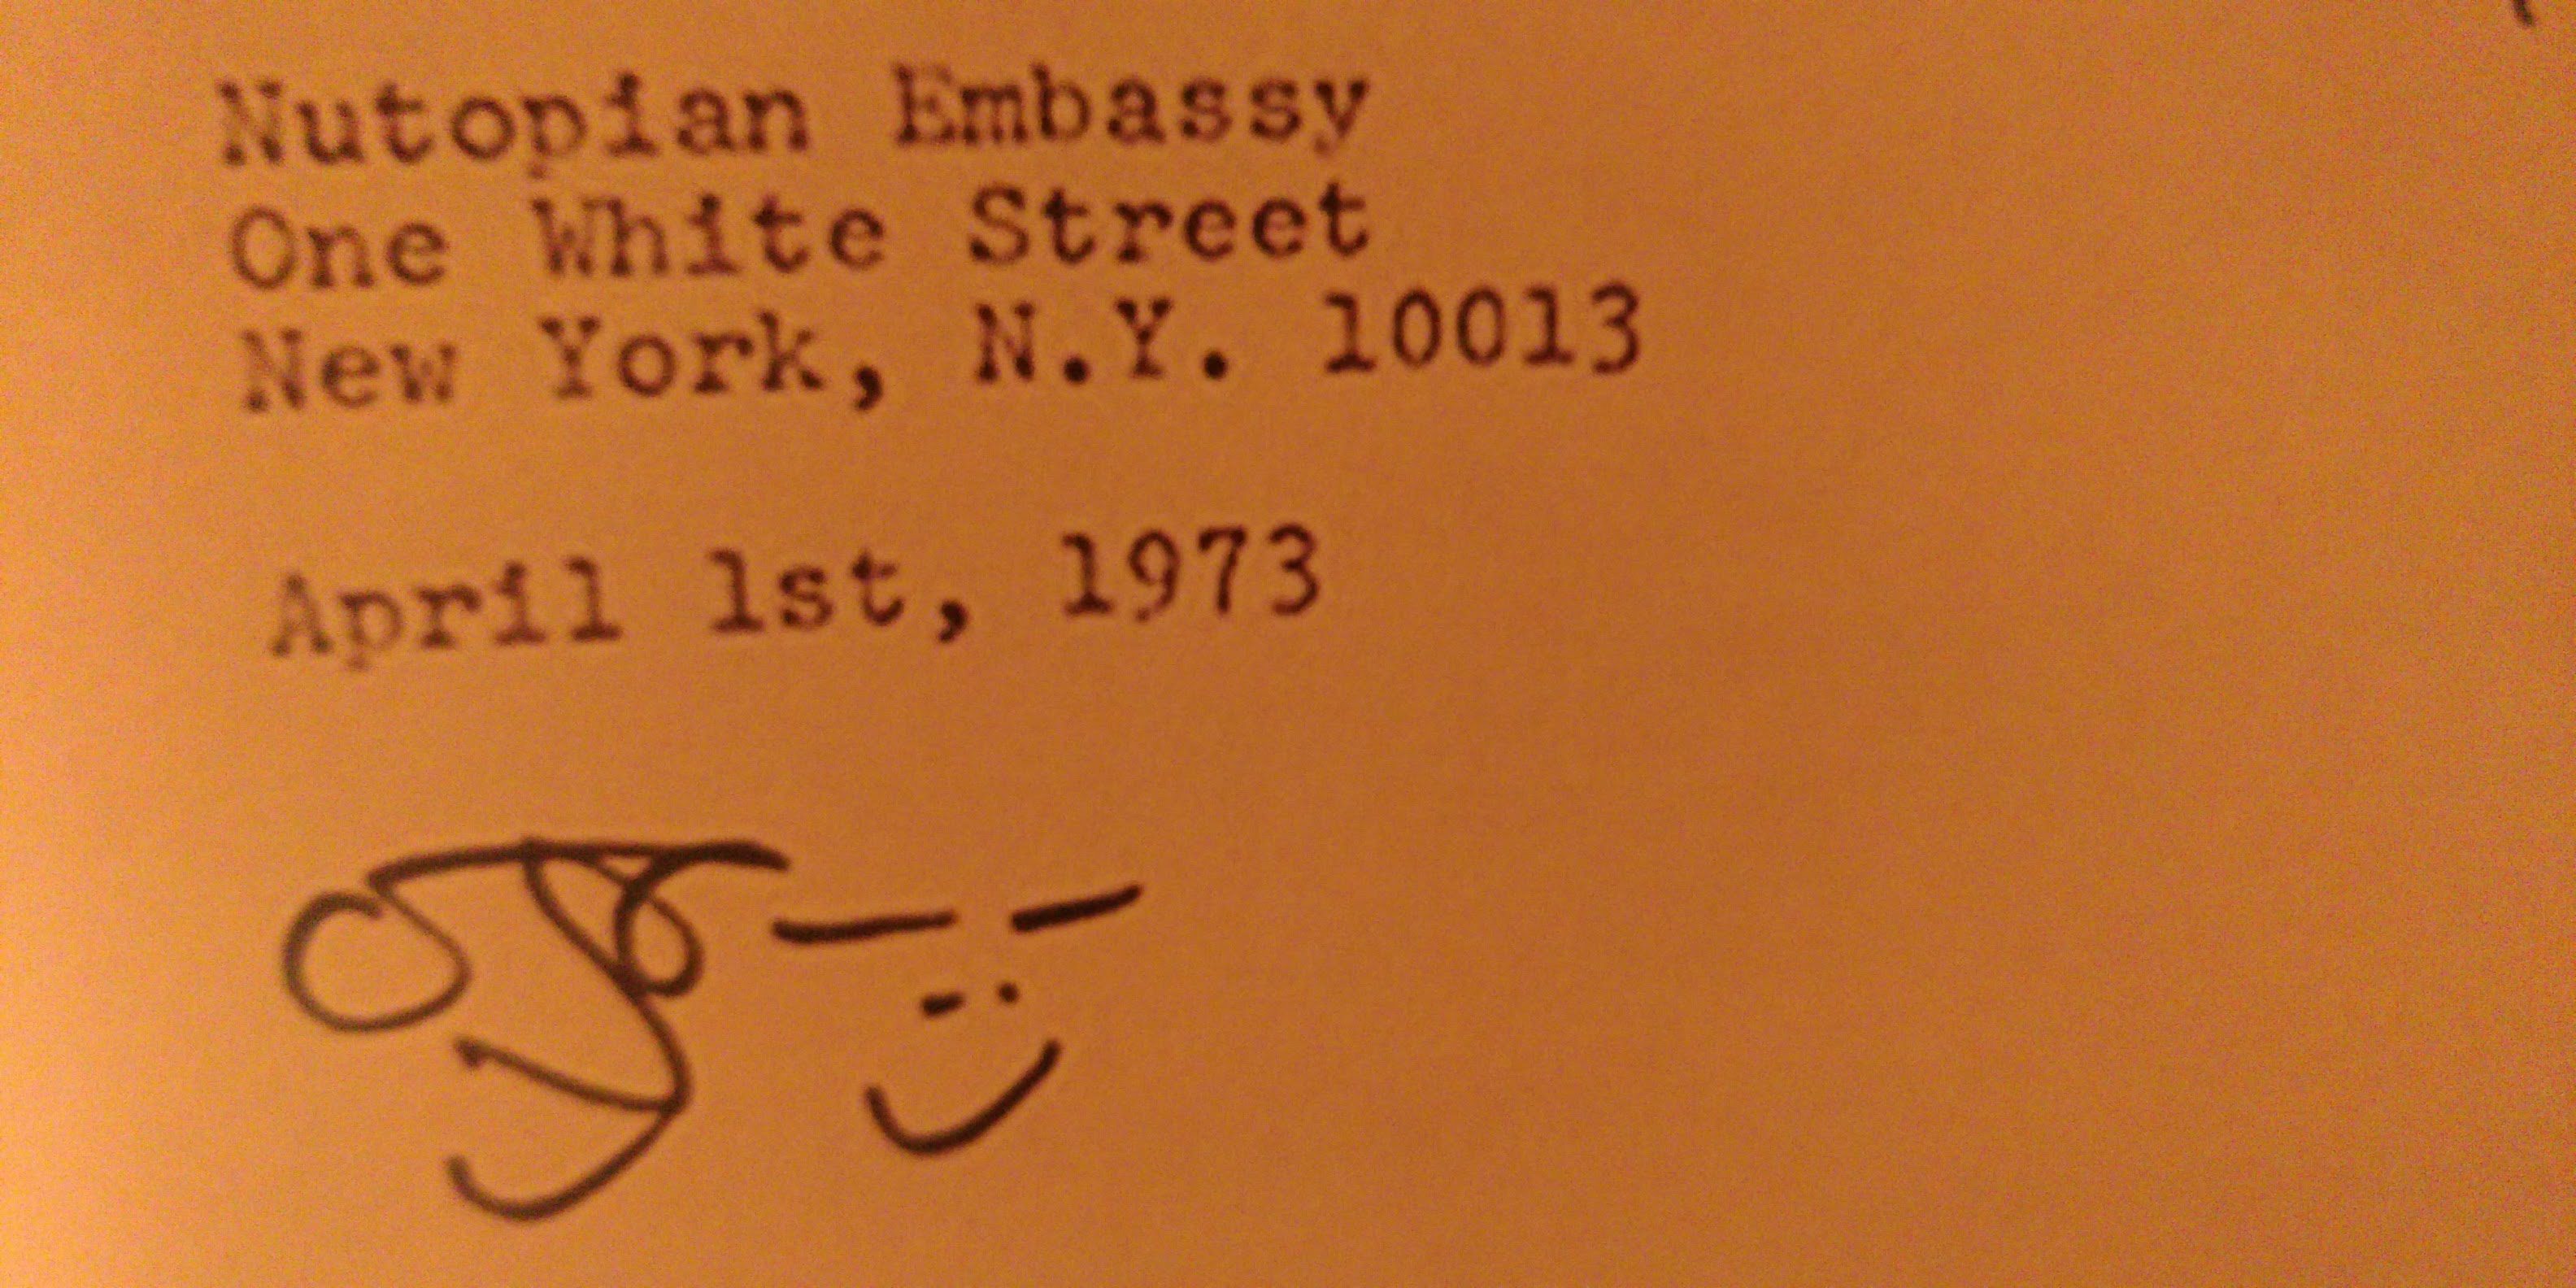 Nutopian Embassy
One White Street
New York, N.Y. 10013
April 1st, 1973